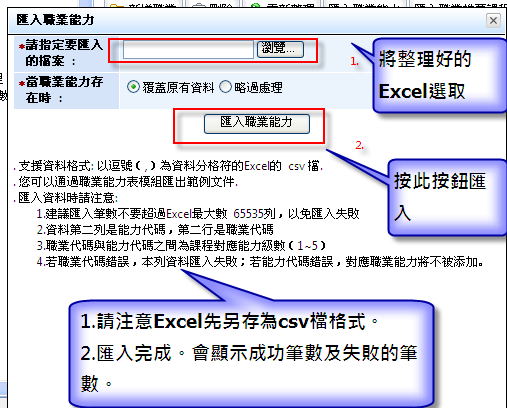 匯入職業能力
*請指定要匯入的檔案：
瀏覽...
1.
將整理好的
Excel選取
*當職業能力存在時：
覆蓋原有資料 略過處理
匯入職業能力
2.
按此按鈕匯
入
.支援資料格式: 以逗號(,)為資料分格符的Excel的 csv檔.
.您可以通過職業能力表模組匯出範例文件.
.匯入資料時請注意:
1.建議匯入筆數不要超過Excel最大數 65535列，以免匯入失敗
2.資料第二列是能力代碼，第二行是職業代碼
3.職業代碼與能力代碼之間為課程對應能力級數(1~5)
4.若職業代碼錯誤，本列資料匯入失敗；若能力代碼錯誤，對應職業能力將不被添加。
1.請注意Excel先另存為csv檔格式。
2.匯入完成。會顯示成功筆數及失敗的筆
數。